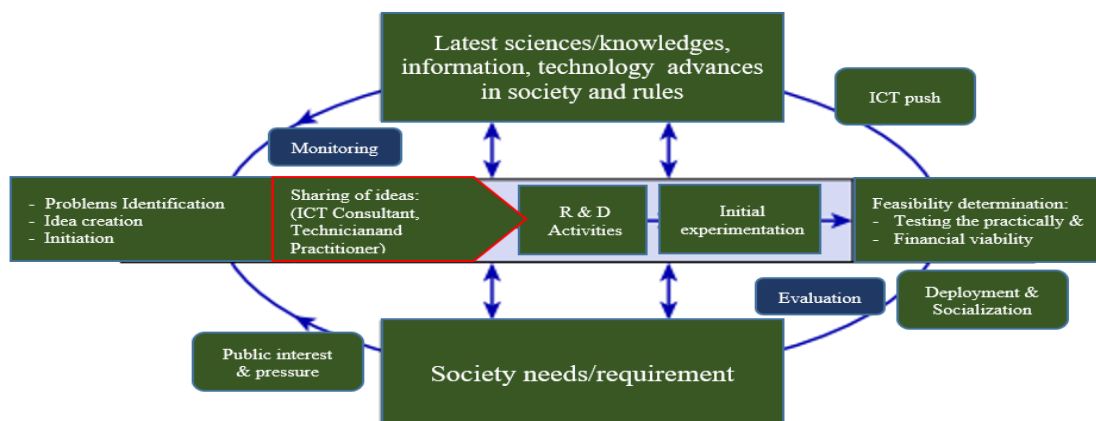 Latest sciences/knowledges,
information, technology advances
in society and rules
ICT push
Monitoring
- Problems Identification
- Idea creation
- Initiation
Sharing of ideas:
(ICT Consultant,
Technicianand
Practitioner)
R & D
Activities
Initial
experimentation
Feasibility determination:
- Testing the practically &
- Financial viability
Evaluation
Deployment &
Socialization
Public interest
& pressure
Society needs/requirement